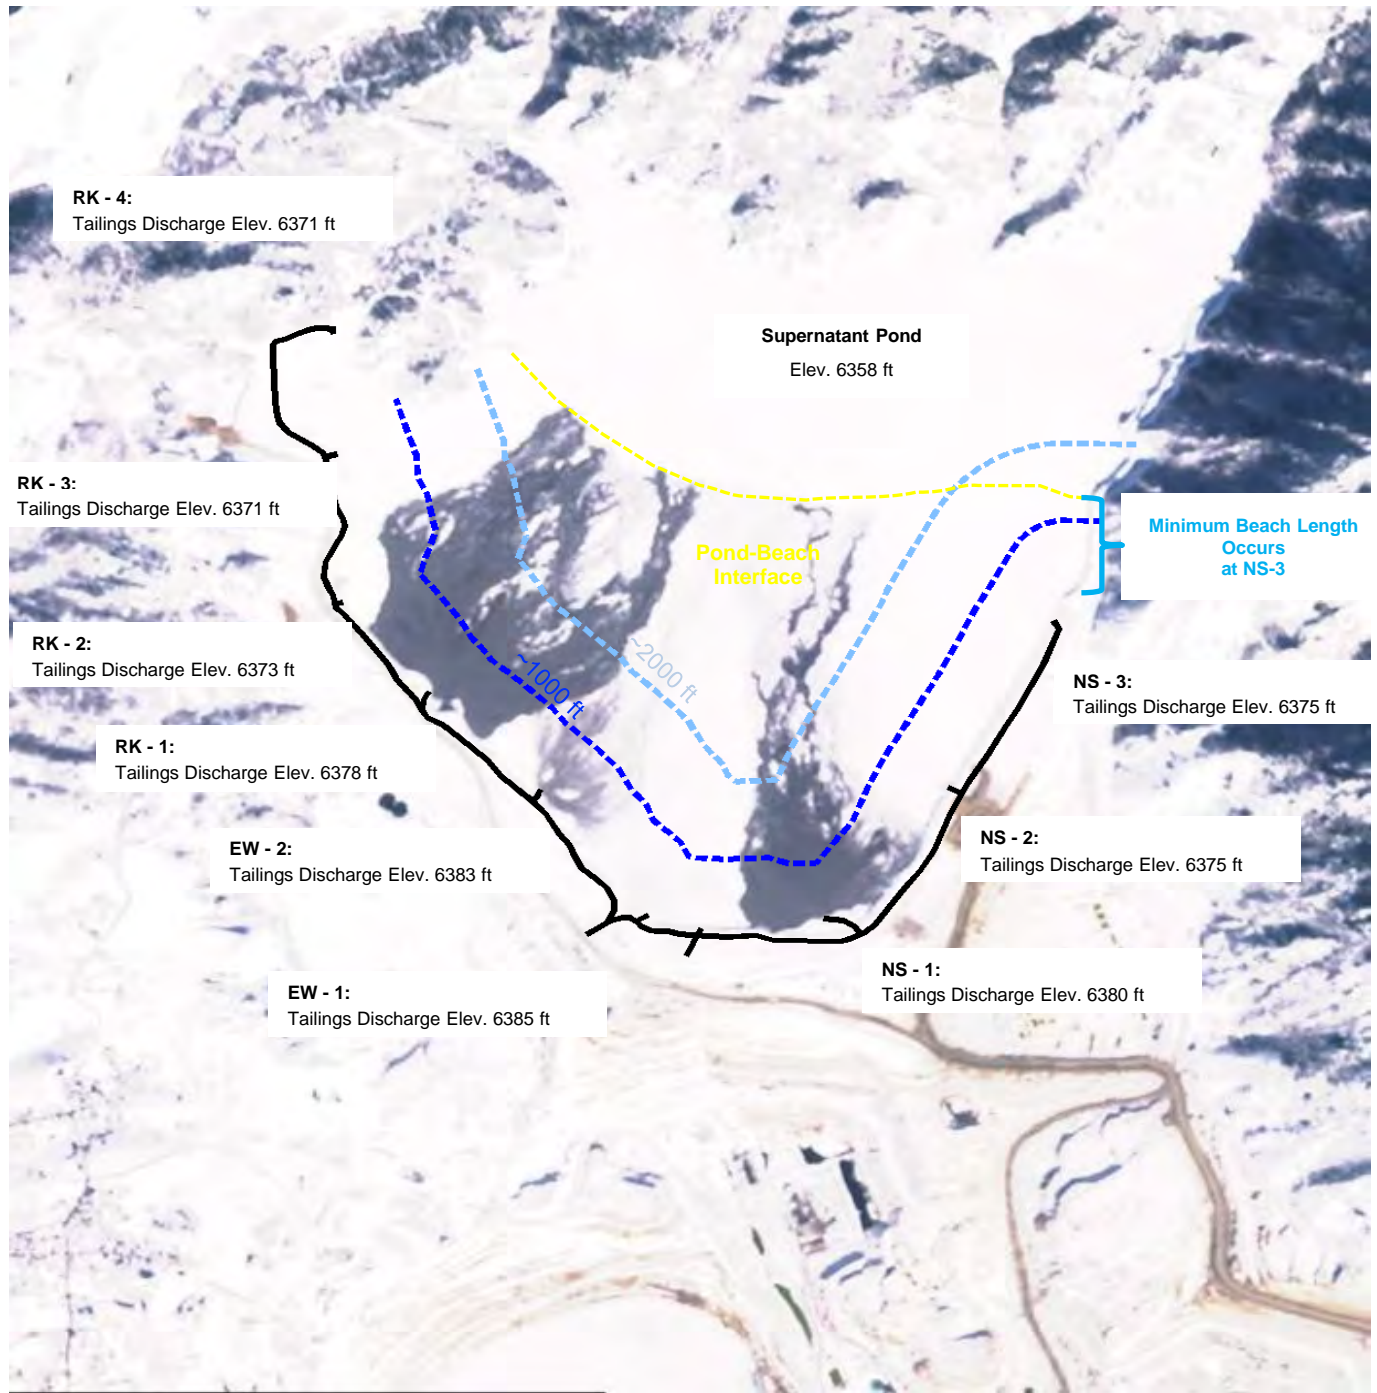 RK - 4:
Tailings Discharge Elev. 6371 ft
Supernatant Pond
Elev. 6358 ft
RK - 3:
Tailings Discharge Elev. 6371 ft
Minimum Beach Length
Occurs
at NS-3
Pond-Beach
Interface
RK - 2:
Tailings Discharge Elev. 6373 ft
~1000 ft
~2000 ft
NS - 3:
Tailings Discharge Elev. 6375 ft
RK - 1:
Tailings Discharge Elev. 6378 ft
EW - 2:
Tailings Discharge Elev. 6383 ft
NS - 2:
Tailings Discharge Elev. 6375 ft
NS - 1:
Tailings Discharge Elev. 6380 ft
EW - 1:
Tailings Discharge Elev. 6385 ft